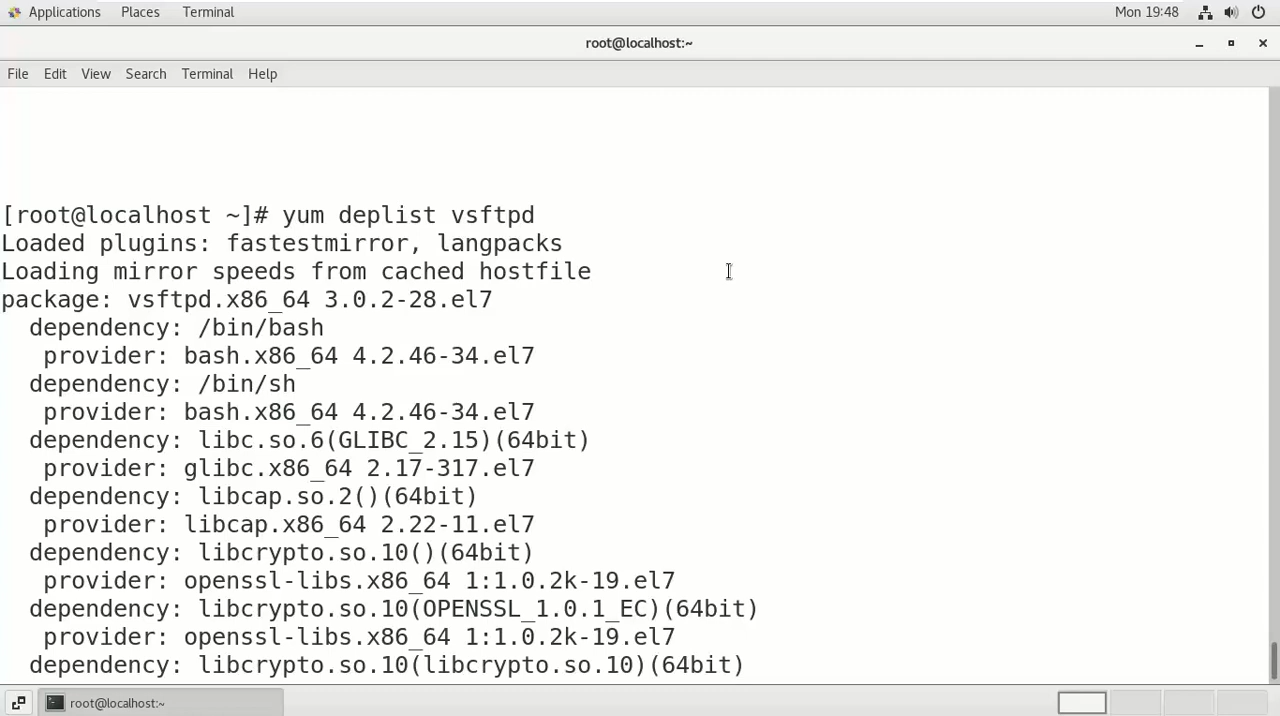 Applications Places Terminal Mon 19:48
root@localhost:~
File Edit View Search Terminal Help
[root@localhost ~]# yum deplist vsftpd
Loaded plugins: fastestmirror, langpacks
Loading mirror speeds from cached hostfile
package: vsftpd.x86_64 3.0.2-28.el7
  dependency: /bin/bash
   provider: bash.x86_64 4.2.46-34.el7
  dependency: /bin/sh
   provider: bash.x86_64 4.2.46-34.el7
  dependency: libc.so.6(GLIBC_2.15)(64bit)
   provider: glibc.x86_64 2.17-317.el7
  dependency: libcap.so.2()(64bit)
   provider: libcap.x86_64 2.22-11.el7
  dependency: libcrypto.so.10()(64bit)
   provider: openssl-libs.x86_64 1:1.0.2k-19.el7
  dependency: libcrypto.so.10(OPENSSL_1.0.1_EC)(64bit)
   provider: openssl-libs.x86_64 1:1.0.2k-19.el7
  dependency: libcrypto.so.10(libcrypto.so.10)(64bit)
root@localhost:~